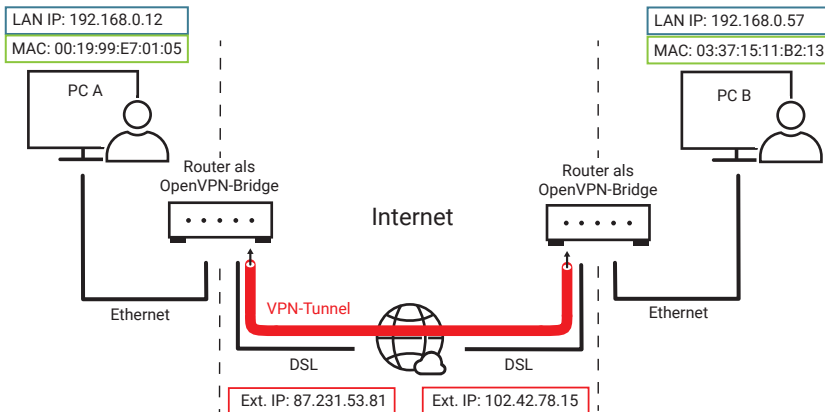 LAN IP: 192.168.0.12
MAC: 00:19:99:E7:01:05
PC A
LAN IP: 192.168.0.57
MAC: 03:37:15:11:B2:13
PC B
Router als
OpenVPN-Bridge
Internet
Router als
OpenVPN-Bridge
Ethernet
VPN-Tunnel
Ethernet
DSL
DSL
Ext. IP: 87.231.53.81
Ext. IP: 102.42.78.15